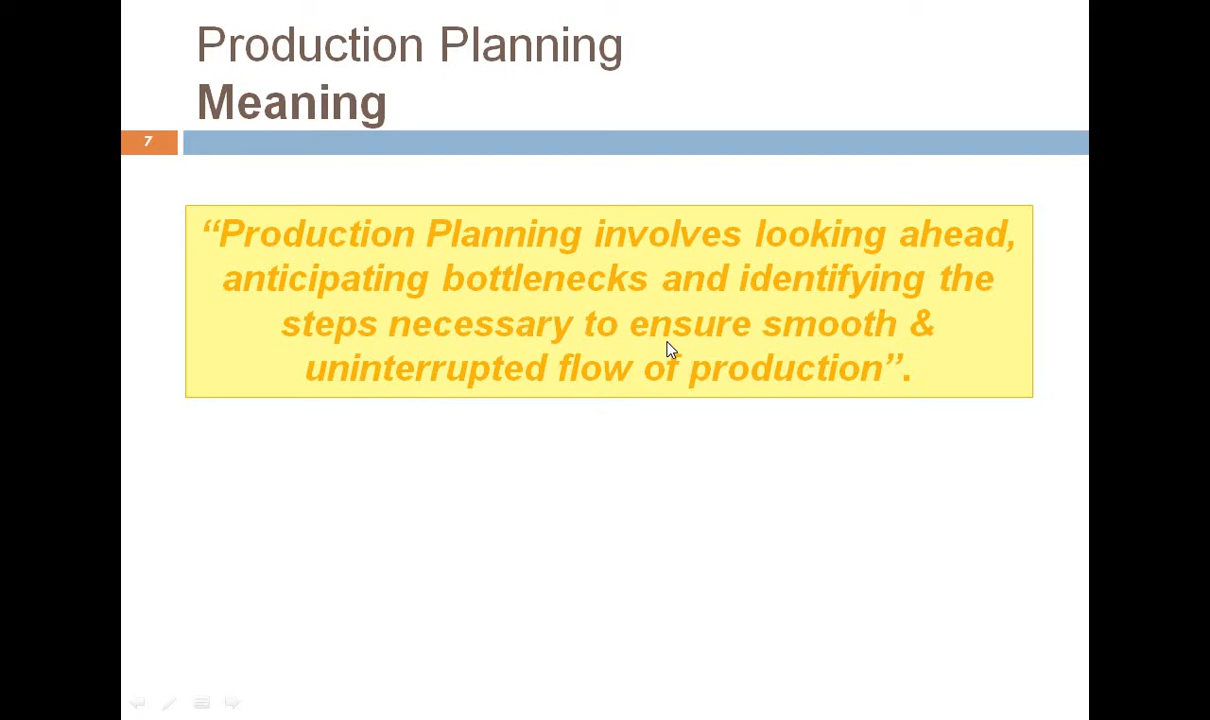 Production Planning
Meaning
7
“Production Planning involves looking ahead,
anticipating bottlenecks and identifying the
steps necessary to ensure smooth &
uninterrupted flow of production”.